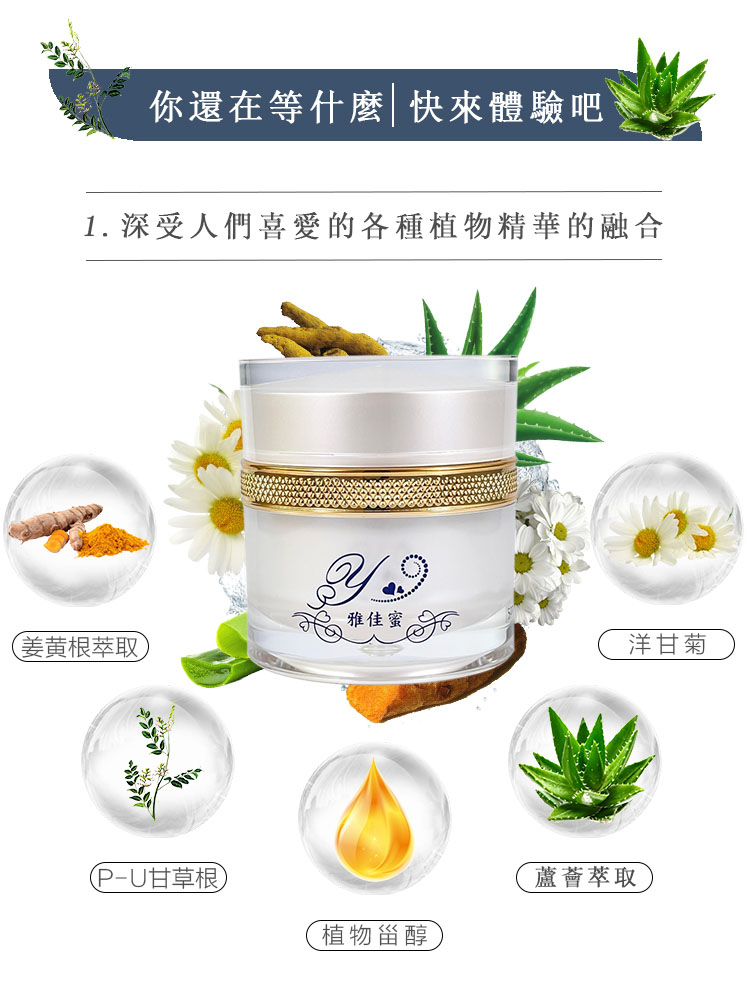 你還在等什麼|快來體驗吧
1. 深受人們喜愛的各種植物精華的融合
y
雅佳蜜
姜黄根萃取
洋甘菊
P-U甘草根
蘆薈萃取
植物甾醇